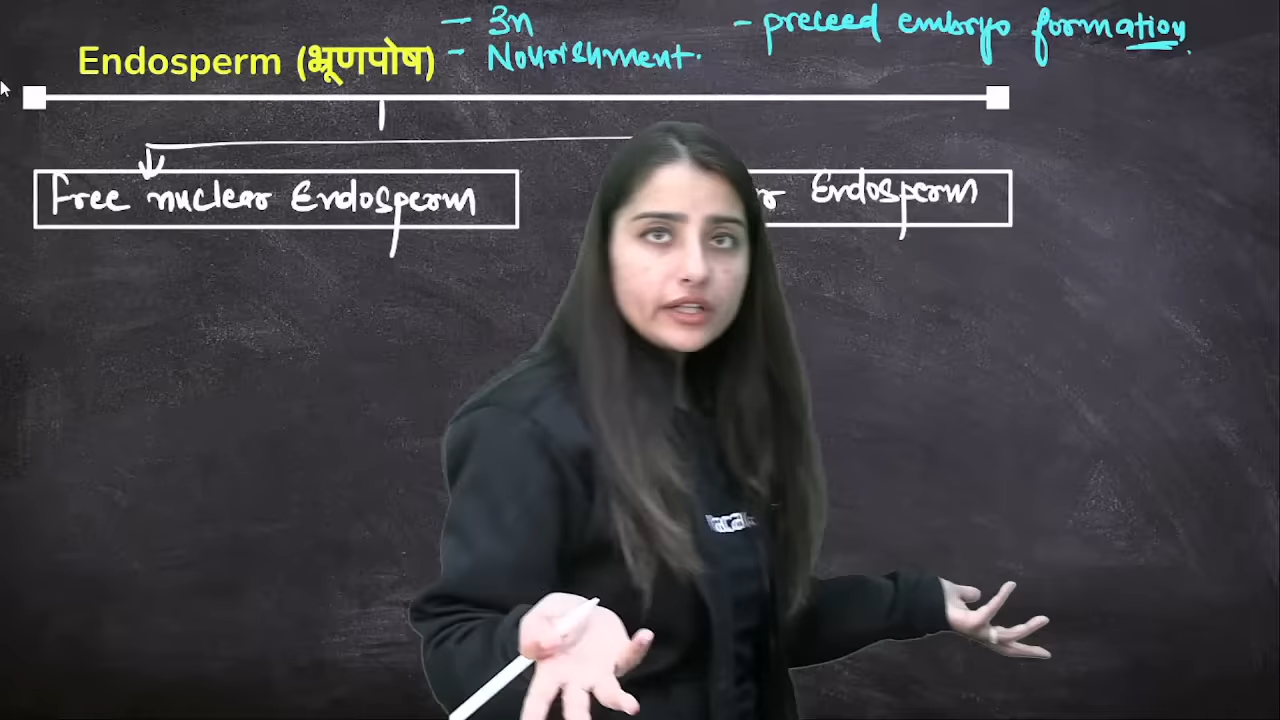 - 3n
- preceed embryo formation
Endosperm (भ्रूणपोष)
- Nourishment.
Free nuclear Endosperm
Endosperm